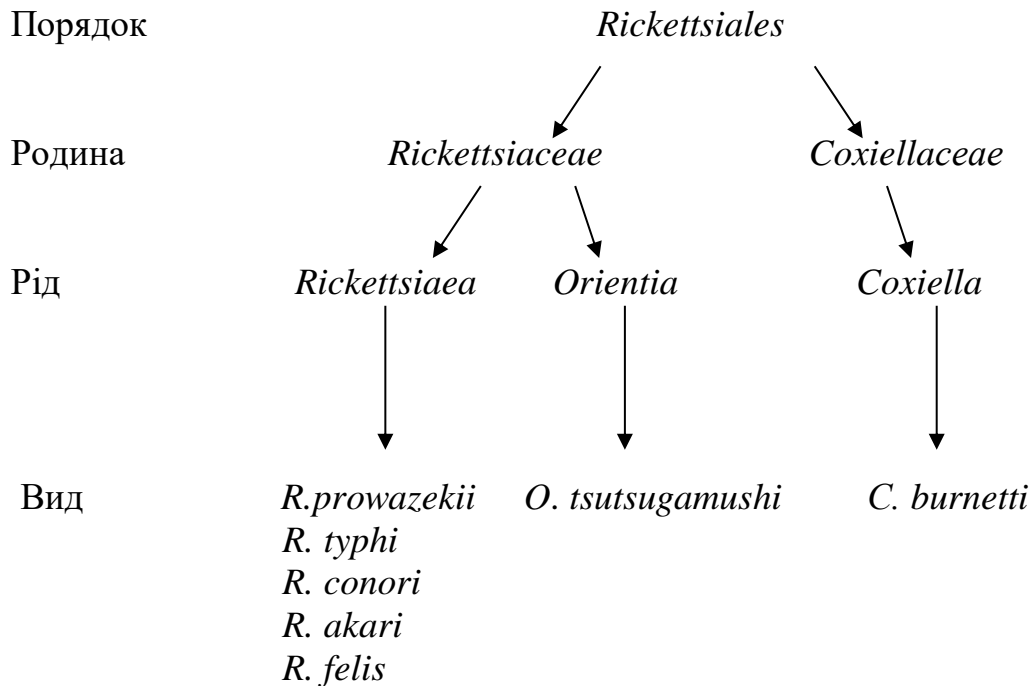 Порядок Rickettsiales
Родина Rickettsiaceae Coxiellaceae
Рід Rickettsiaea Orientia Coxiella
Вид R.prowazekii O. tsutsugamushi C. burnetti
R. typhi
R. conori
R. akari
R. felis